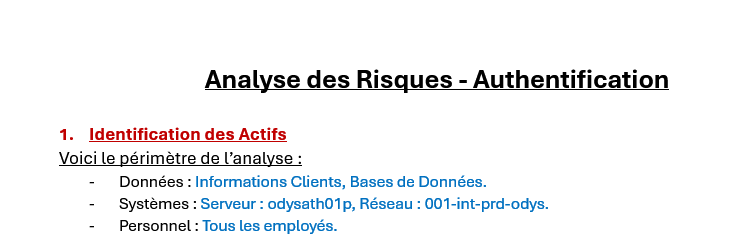 Analyse des Risques - Authentification
1. Identification des Actifs
Voici le périmètre de l’analyse :
- Données : Informations Clients, Bases de Données.
- Systèmes : Serveur : odysath01p, Réseau : 001-int-prd-odys.
- Personnel : Tous les employés.